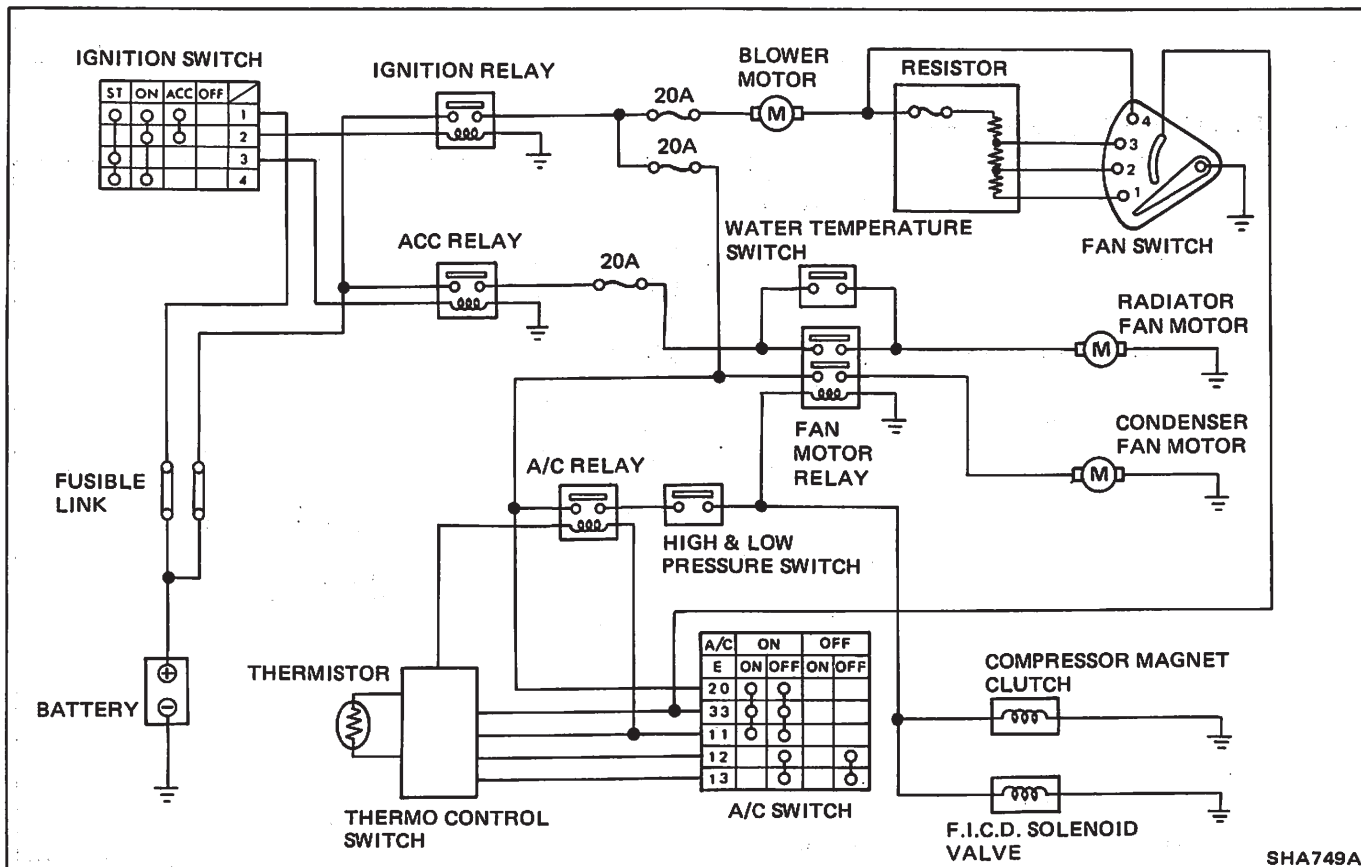 IGNITION SWITCH
ST ON ACC OFF
1
2
3
4
IGNITION RELAY
20A
20A
BLOWER
MOTOR
M
RESISTOR
4
3
2
1
FAN SWITCH
WATER TEMPERATURE
SWITCH
ACC RELAY
20A
RADIATOR
FAN MOTOR
M
FAN
MOTOR
RELAY
CONDENSER
FAN MOTOR
M
FUSIBLE
LINK
A/C RELAY
HIGH & LOW
PRESSURE SWITCH
BATTERY
THERMISTOR
THERMO CONTROL
SWITCH
A/C ON OFF
E ON OFF ON OFF
20
33
11
12
13
A/C SWITCH
COMPRESSOR MAGNET
CLUTCH
F.I.C.D. SOLENOID
VALVE
SHA749A